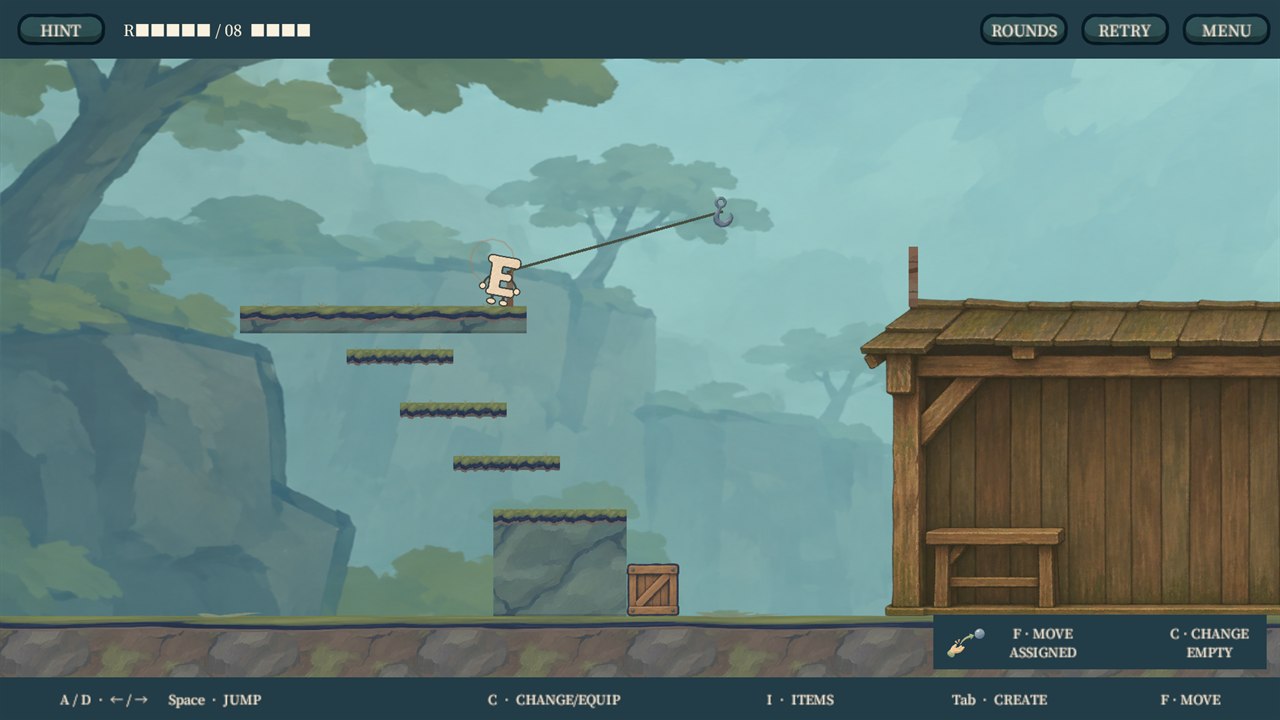 HINT
R■■■■■ / 08 ■■■■
ROUNDS
RETRY
MENU
E
F · MOVE
ASSIGNED
C · CHANGE
EMPTY
A / D · ←/→ Space · JUMP
C · CHANGE/EQUIP
I · ITEMS
Tab · CREATE
F · MOVE